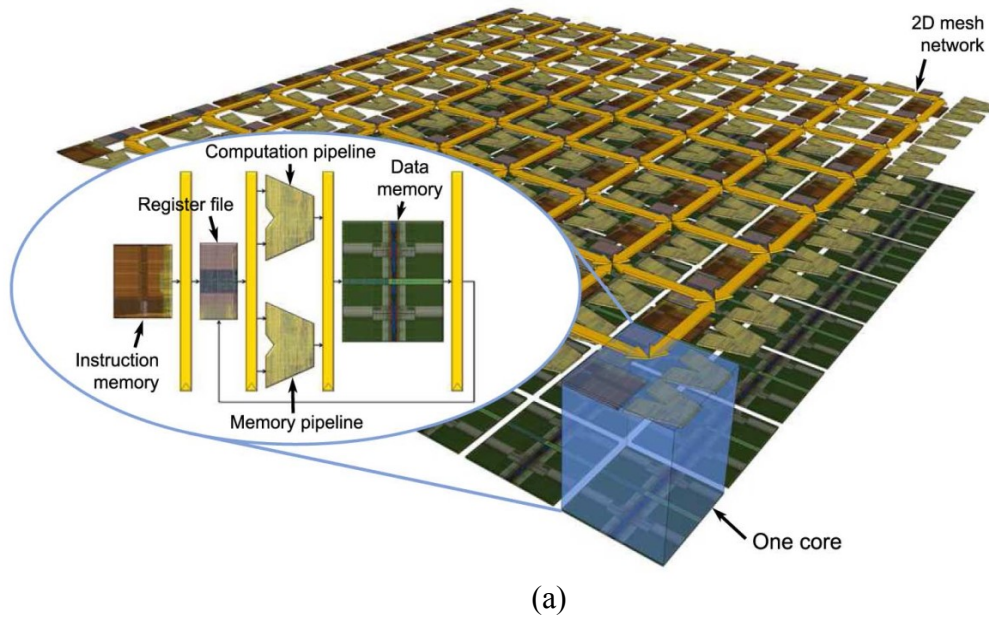 2D mesh
network
Computation pipeline
Data
memory
Register file
Instruction
memory
Memory pipeline
One core
(a)